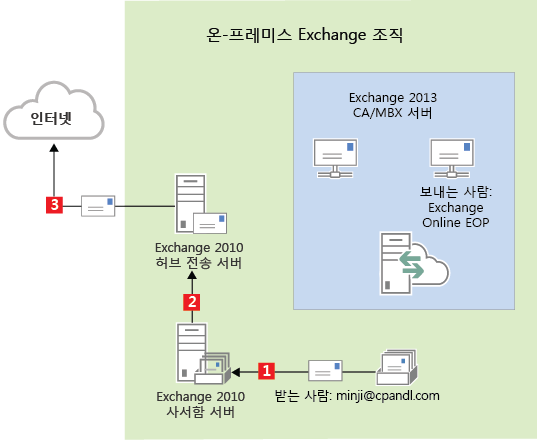 온-프레미스 Exchange 조직
Exchange 2013
CA/MBX 서버
인터넷
보내는 사람:
Exchange
Online EOP
3
Exchange 2010
허브 전송 서버
2
1
Exchange 2010
사서함 서버
받는 사람: minji@cpandl.com